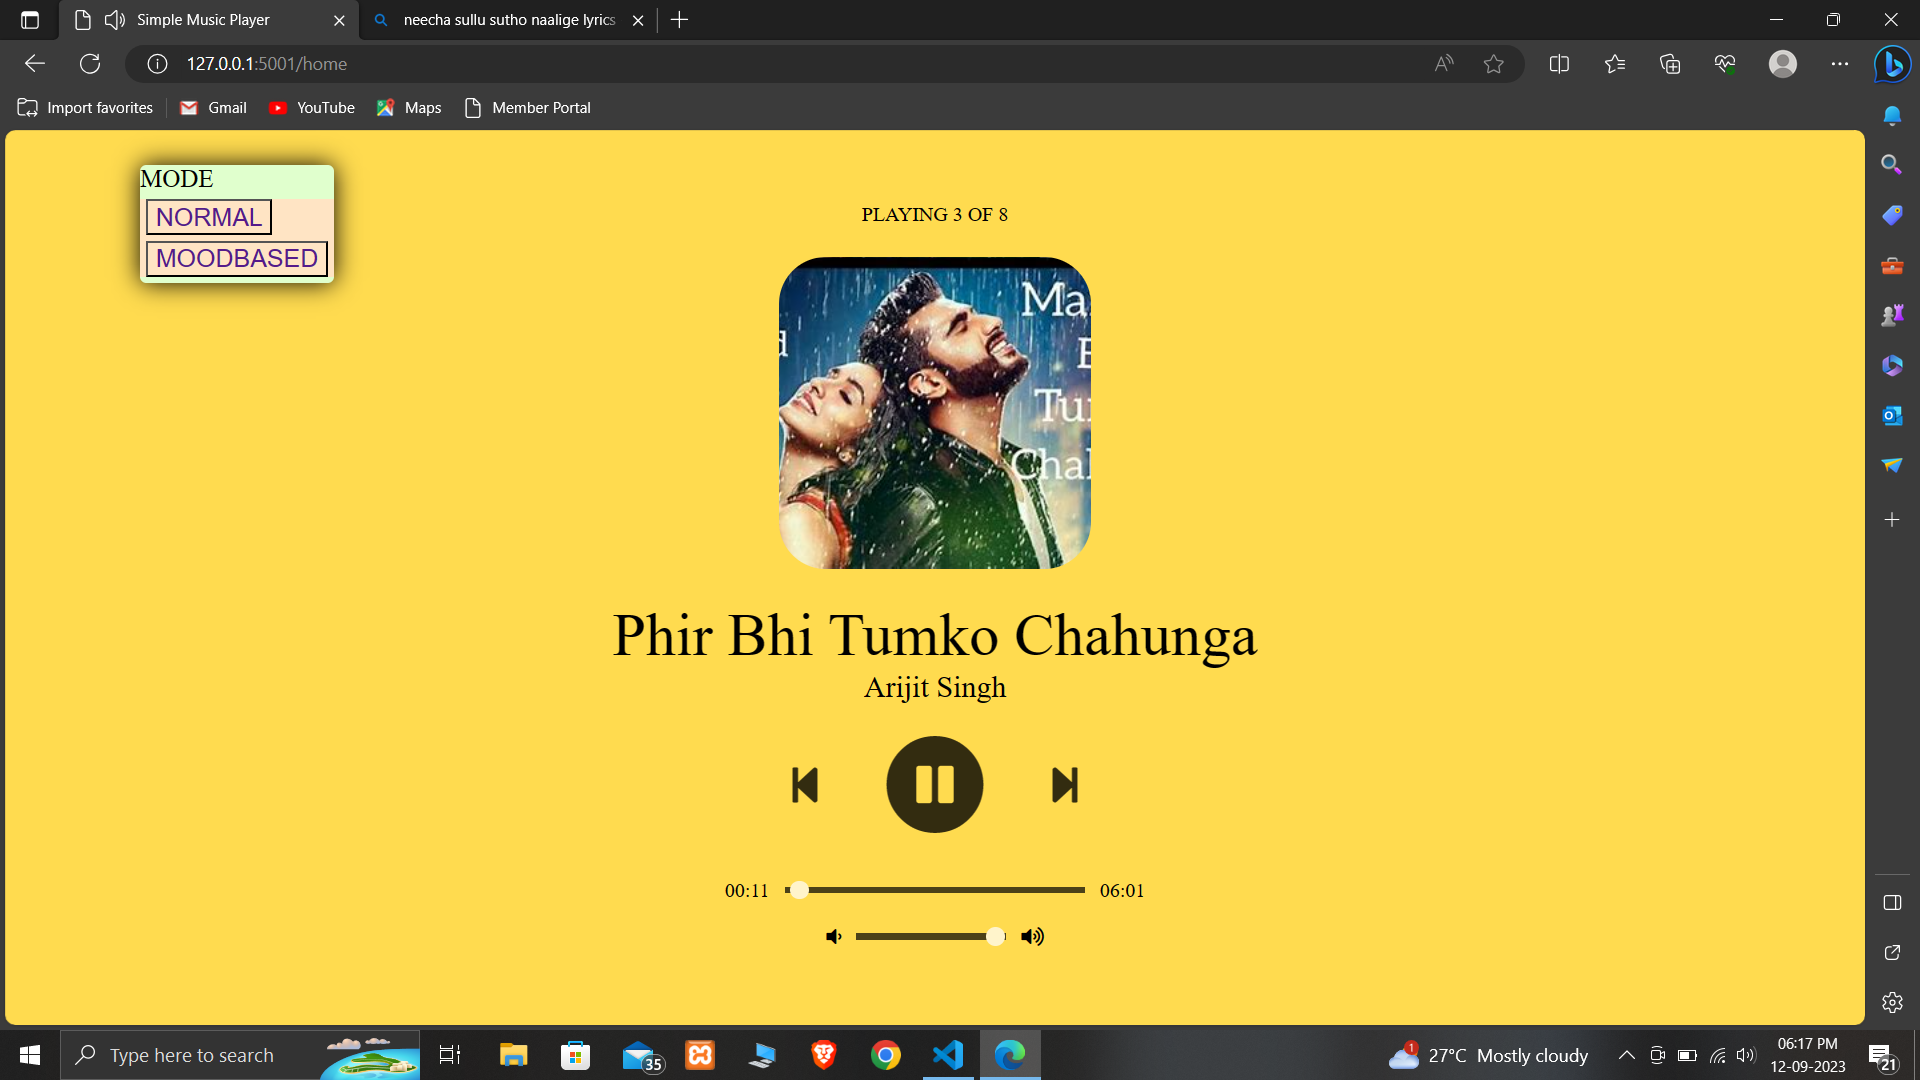 Simple Music Player
neecha sullu sutho naalige lyrics
127.0.0.1:5001/home
Import favorites
Gmail
YouTube
Maps
Member Portal
MODE
NORMAL
MOODBASED
PLAYING 3 OF 8
Ma
Tu
Cha
Phir Bhi Tumko Chahunga
Arijit Singh
00:11
06:01
Type here to search
35
1
27°C Mostly cloudy
06:17 PM
12-09-2023
21